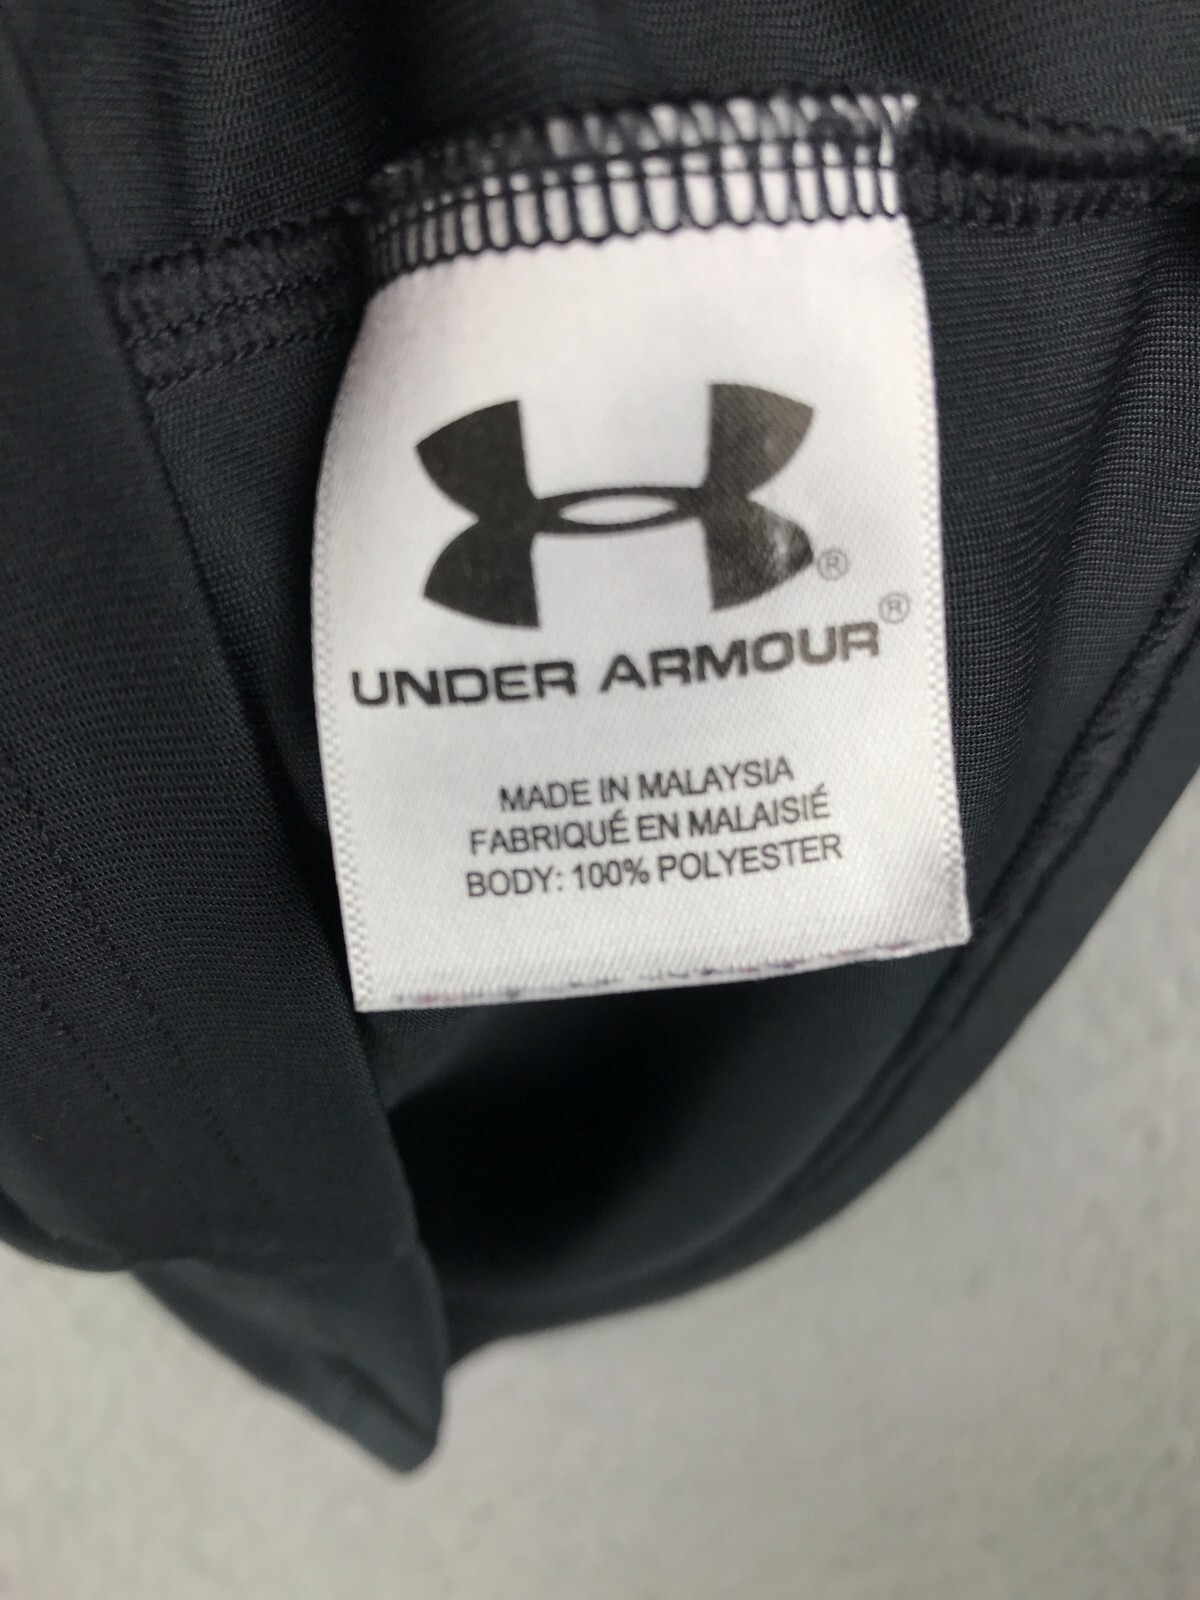 ®
UNDER ARMOUR®
MADE IN MALAYSIA
FABRIQUÉ EN MALAISIÉ
BODY: 100% POLYESTER